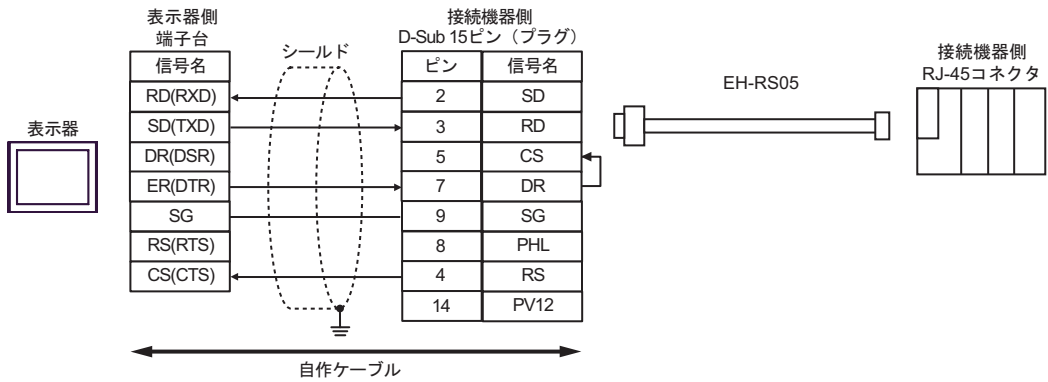 表示器
表示器側
端子台
シールド
接続機器側
D-Sub 15ピン（プラグ）
信号名 ピン 信号名
RD(RXD) 2 SD
SD(TXD) 3 RD
DR(DSR) 5 CS
ER(DTR) 7 DR
SG 9 SG
RS(RTS) 8 PHL
CS(CTS) 4 RS
14 PV12
自作ケーブル
EH-RS05
接続機器側
RJ-45コネクタ